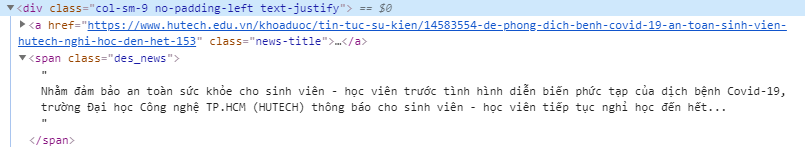 ▼<div class="col-sm-9 no-padding-left text-justify"> == $0
▶<a href="https://www.hutech.edu.vn/khoaduoc/tin-tuc-su-kien/14583554-de-phong-dich-benh-covid-19-an-toan-sinh-vien-
hutech-nghi-hoc-den-het-153" class="news-title">…</a>
▼<span class="des_news">
"
Nhằm đảm bảo an toàn sức khỏe cho sinh viên - học viên trước tình hình diễn biến phức tạp của dịch bệnh Covid-19,
trường Đại học Công nghệ TP.HCM (HUTECH) thông báo cho sinh viên - học viên tiếp tục nghỉ học đến hết...
"
</span>